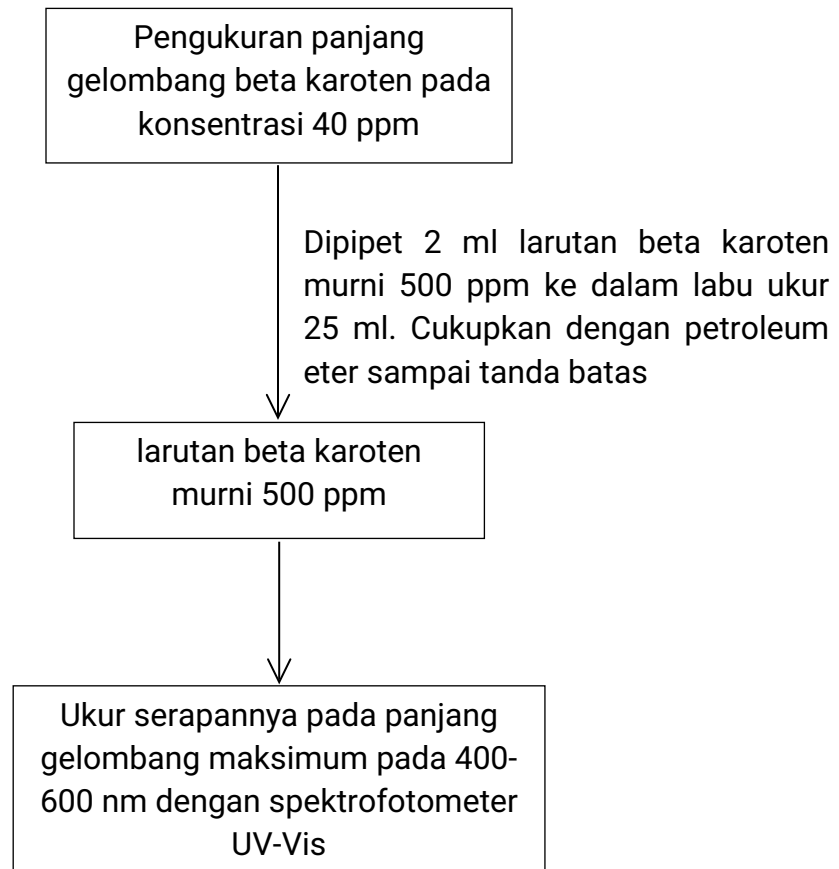 Pengukuran panjang
gelombang beta karoten pada
konsentrasi 40 ppm
Dipipet 2 ml larutan beta karoten
murni 500 ppm ke dalam labu ukur
25 ml. Cukupkan dengan petroleum
eter sampai tanda batas
larutan beta karoten
murni 500 ppm
Ukur serapannya pada panjang
gelombang maksimum pada 400-
600 nm dengan spektrofotometer
UV-Vis